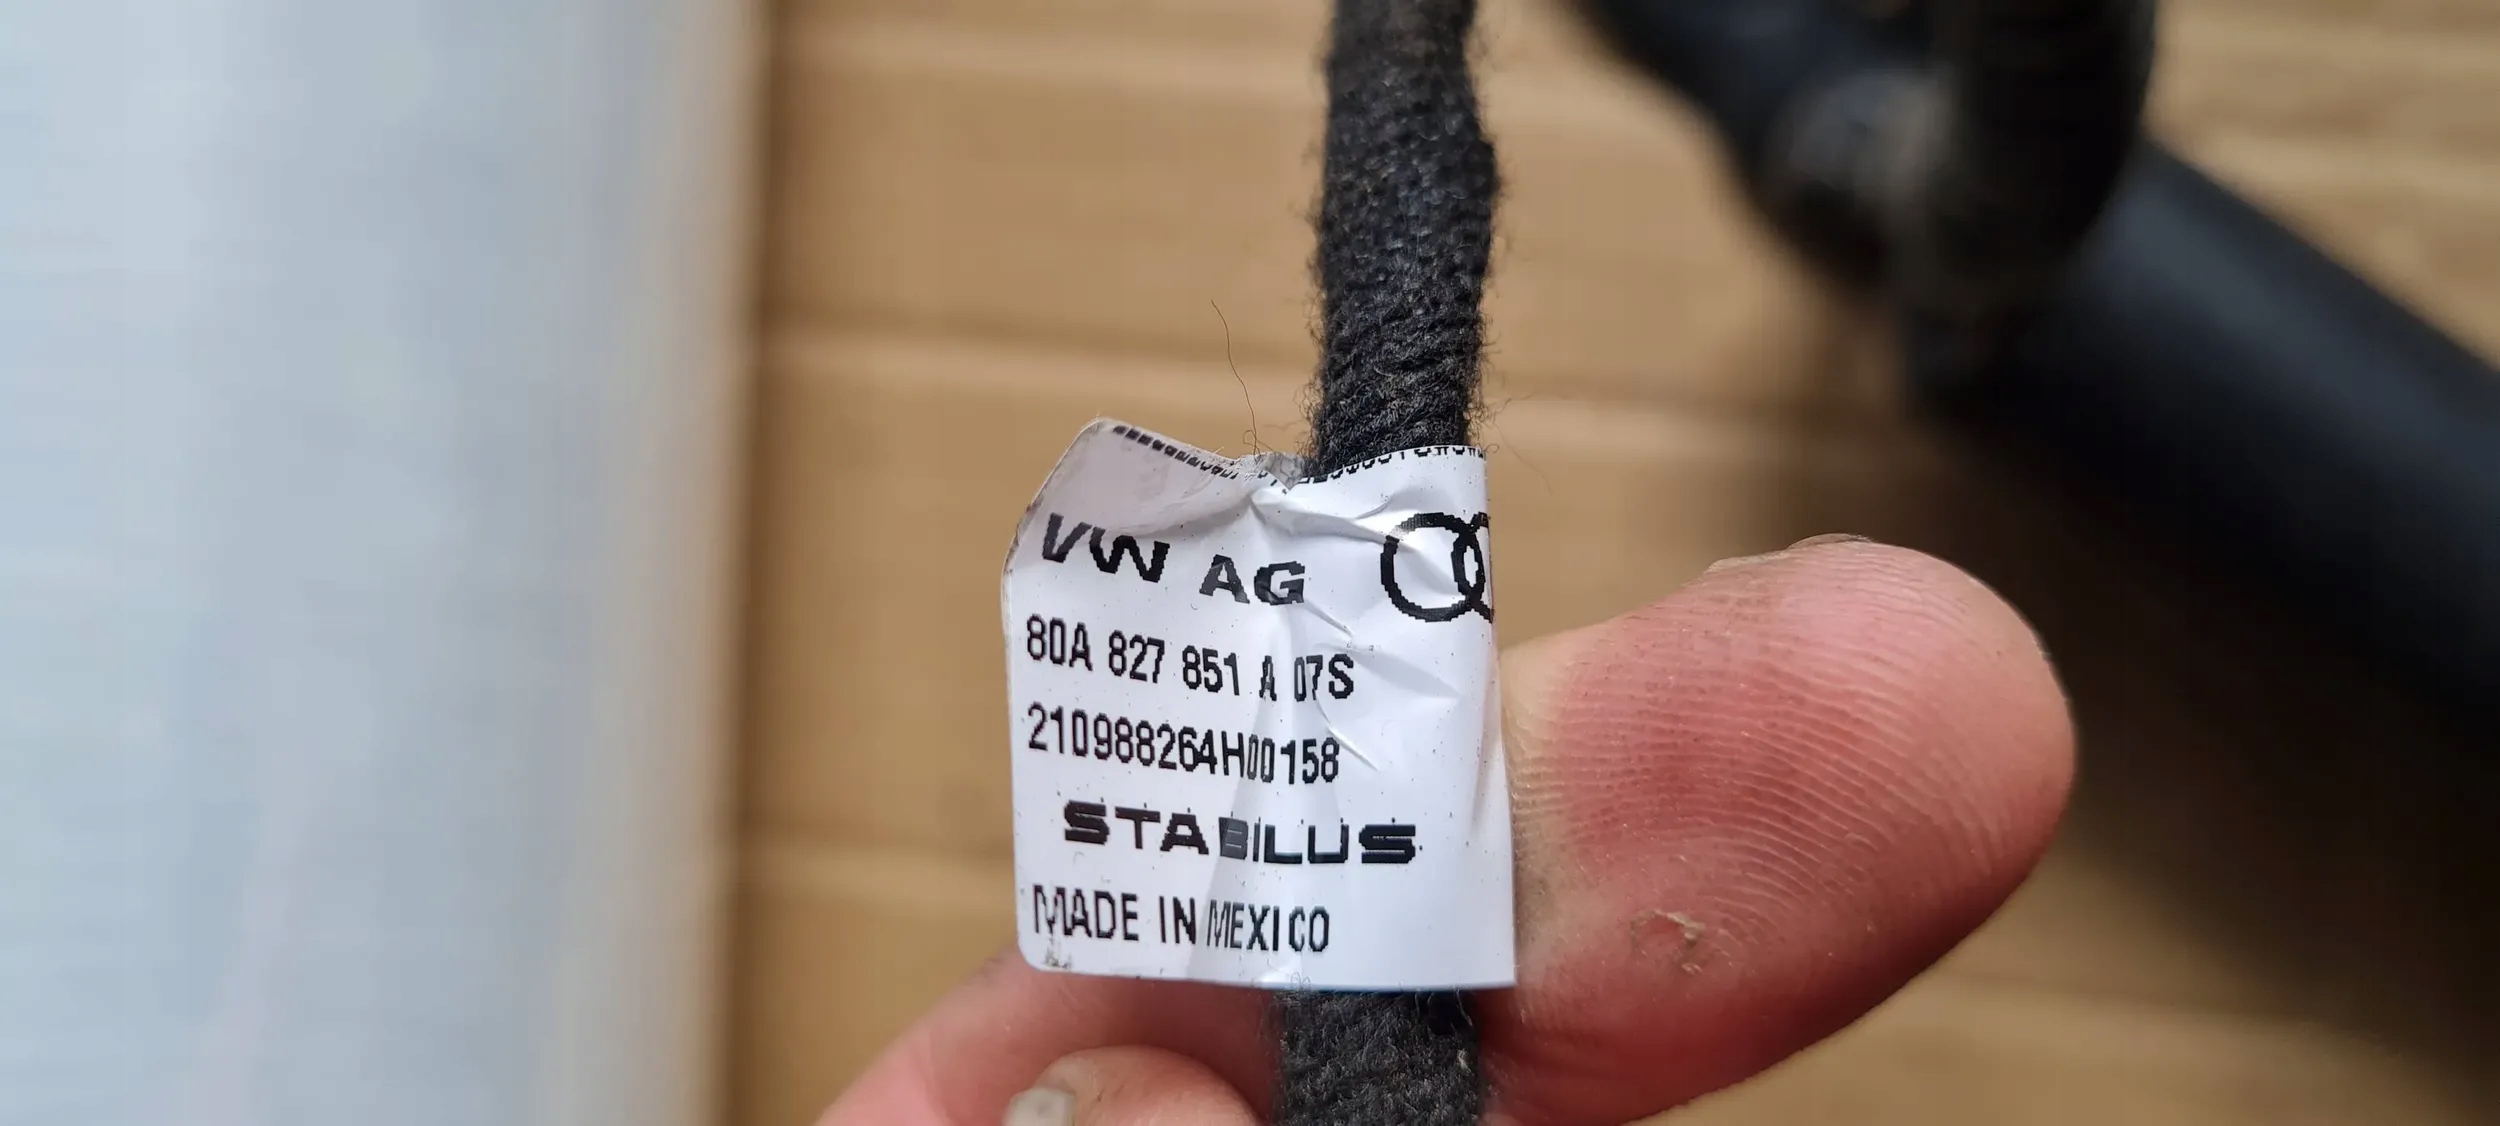 VW AG
80A 827 851 A 07S
210988264H00158
STABILUS
MADE IN MEXICO